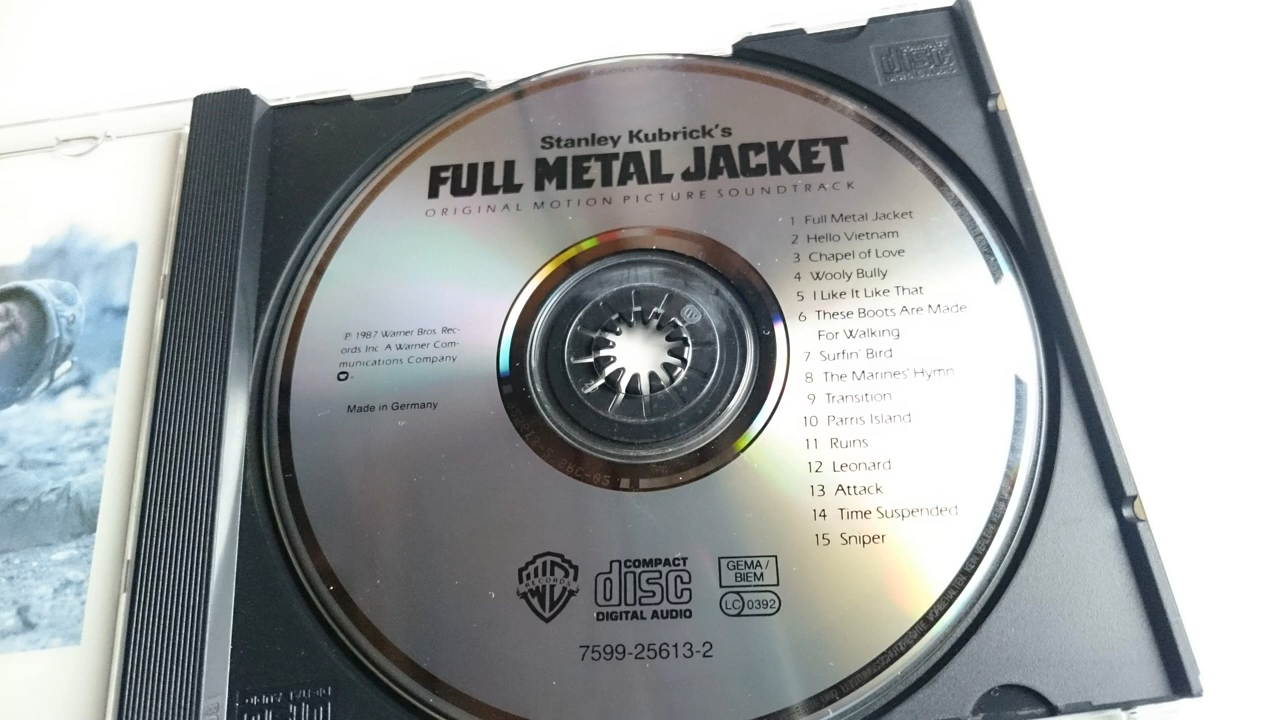 disc
Stanley Kubrick's
FULL METAL JACKET
ORIGINAL MOTION PICTURE SOUNDTRACK
1 Full Metal Jacket
2 Hello Vietnam
3 Chapel of Love
4 Wooly Bully
5 I Like It Like That
6 These Boots Are Made
For Walking
7 Surfin' Bird
8 The Marines' Hymn
9 Transition
10 Parris Island
11 Ruins
12 Leonard
13 Attack
14 Time Suspended
15 Sniper
℗ 1987 Warner Bros. Rec-
ords Inc. A Warner Com-
munications Company
Made in Germany
WB
RECORDS
COMPACT
disc
DIGITAL AUDIO
GEMA /
BIEM
LC 0392
7599-25613-2